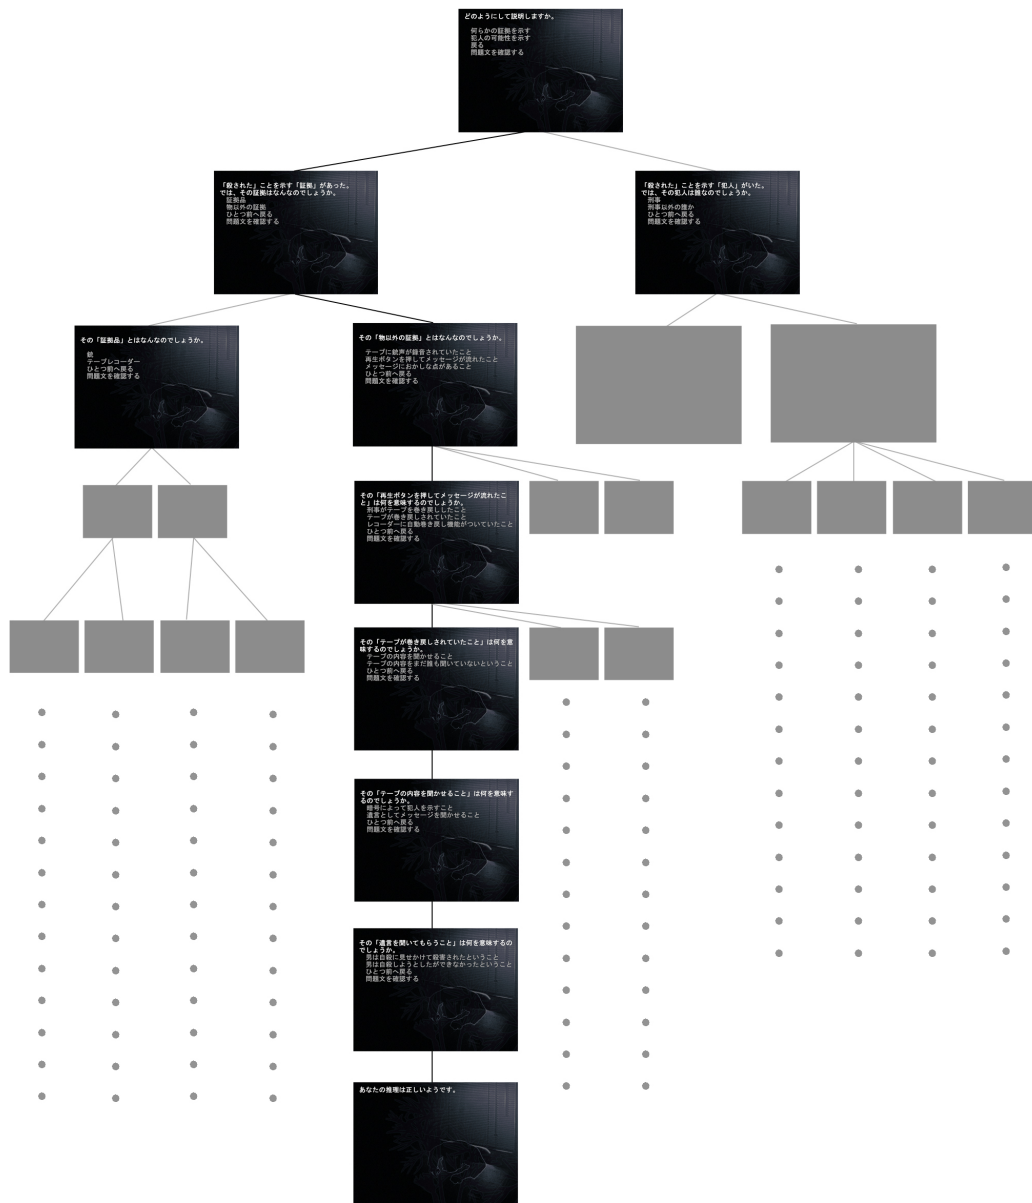 どのようにして説明しますか。
何らかの証拠を示す
犯人の可能性を示す
戻る
問題文を確認する
「殺された」ことを示す「証拠」があった。
では、その証拠はなんなのでしょうか。
証拠品
物以外の証拠
ひとつ前へ戻る
問題文を確認する
「殺された」ことを示す「犯人」がいた。
では、その犯人は誰なのでしょうか。
刑事
刑事以外の誰か
ひとつ前へ戻る
問題文を確認する
その「証拠品」とはなんなのでしょうか。
銃
テープレコーダー
ひとつ前へ戻る
問題文を確認する
その「物以外の証拠」とはなんなのでしょうか。
テープに銃声が録音されていたこと
再生ボタンを押してメッセージが流れたこと
メッセージにおかしな点があること
ひとつ前へ戻る
問題文を確認する
その「再生ボタンを押してメッセージが流れたこ
と」は何を意味するのでしょうか。
刑事がテープを巻き戻ししたこと
テープが巻き戻しされていたこと
レコーダーに自動巻き戻し機能がついていたこと
ひとつ前へ戻る
問題文を確認する
その「テープが巻き戻しされていたこと」は何を意
味するのでしょうか。
テープの内容を聞かせること
テープの内容をまだ誰も聞いていないということ
ひとつ前へ戻る
問題文を確認する
その「テープの内容を聞かせること」は何を意味す
るのでしょうか。
暗号によって犯人を示すこと
遺言としてメッセージを聞かせること
ひとつ前へ戻る
問題文を確認する
その「遺言を聞いてもらうこと」は何を意味するの
でしょうか。
男は自殺に見せかけて殺害されたということ
男は自殺しようとしたができなかったということ
ひとつ前へ戻る
問題文を確認する
あなたの推理は正しいようです。